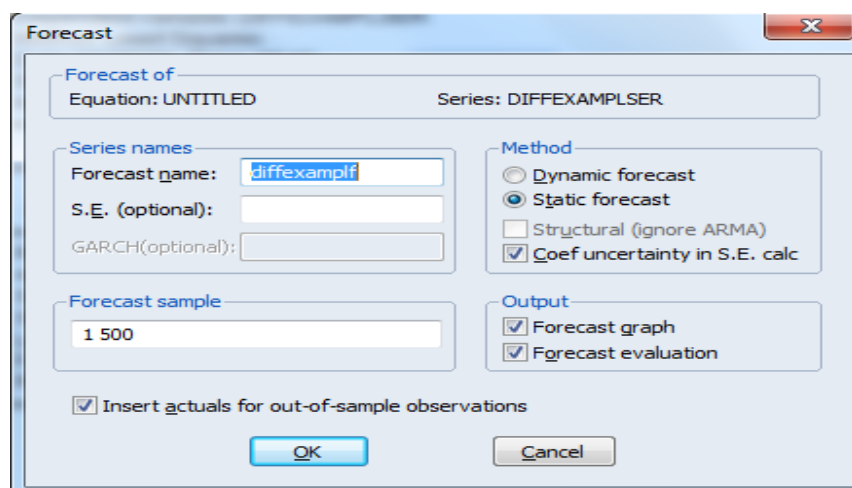 Forecast
Forecast of
Equation: UNTITLED Series: DIFFEXAMPLSER
Series names
Forecast name: diffexamplf
S.E. (optional):
GARCH(optional):
Method
Dynamic forecast
Static forecast
Structural (ignore ARMA)
Coef uncertainty in S.E. calc
Forecast sample
1 500
Output
Forecast graph
Forecast evaluation
Insert actuals for out-of-sample observations
OK Cancel